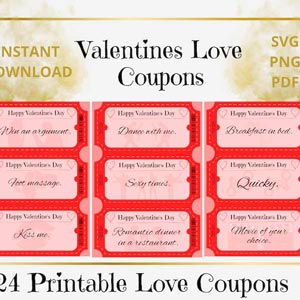 INSTANT
DOWNLOAD
Valentines Love
Coupons
SVG
PNG
PDF
Happy Valentines Day
Win an argument.
Happy Valentines Day
Dance with me.
Happy Valentines Day
Breakfast in bed.
Happy Valentines Day
Foot massage.
Happy Valentines Day
Sexy times.
Happy Valentines Day
Quicky.
Happy Valentines Day
Kiss me.
Happy Valentines Day
Romantic dinner
in a restaurant.
Happy Valentines Day
Movie of your
choice.
24 Printable Love Coupons